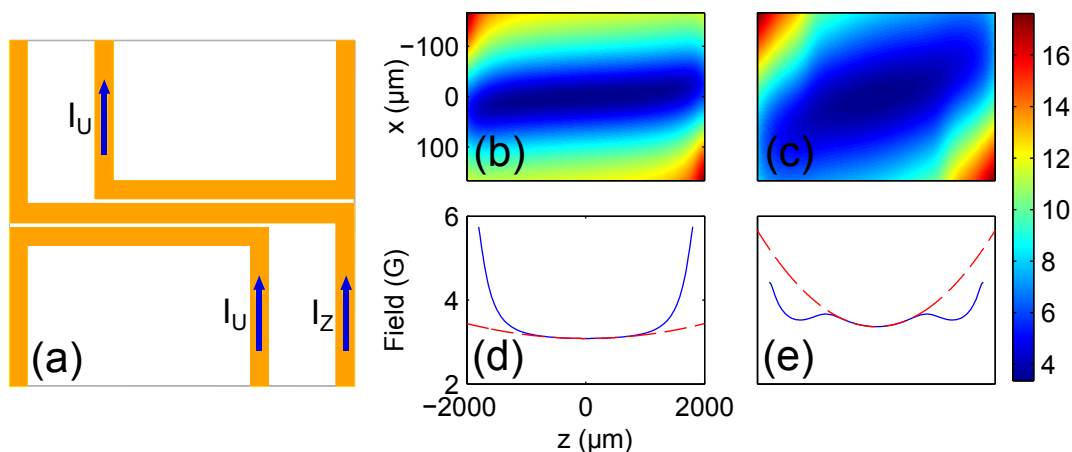 I_U
I_U
I_Z
(a)
x (µm)
−100
0
100
(b)
(c)
16
14
12
10
8
6
4
Field (G)
6
4
2
(d)
(e)
−2000
0
2000
z (µm)